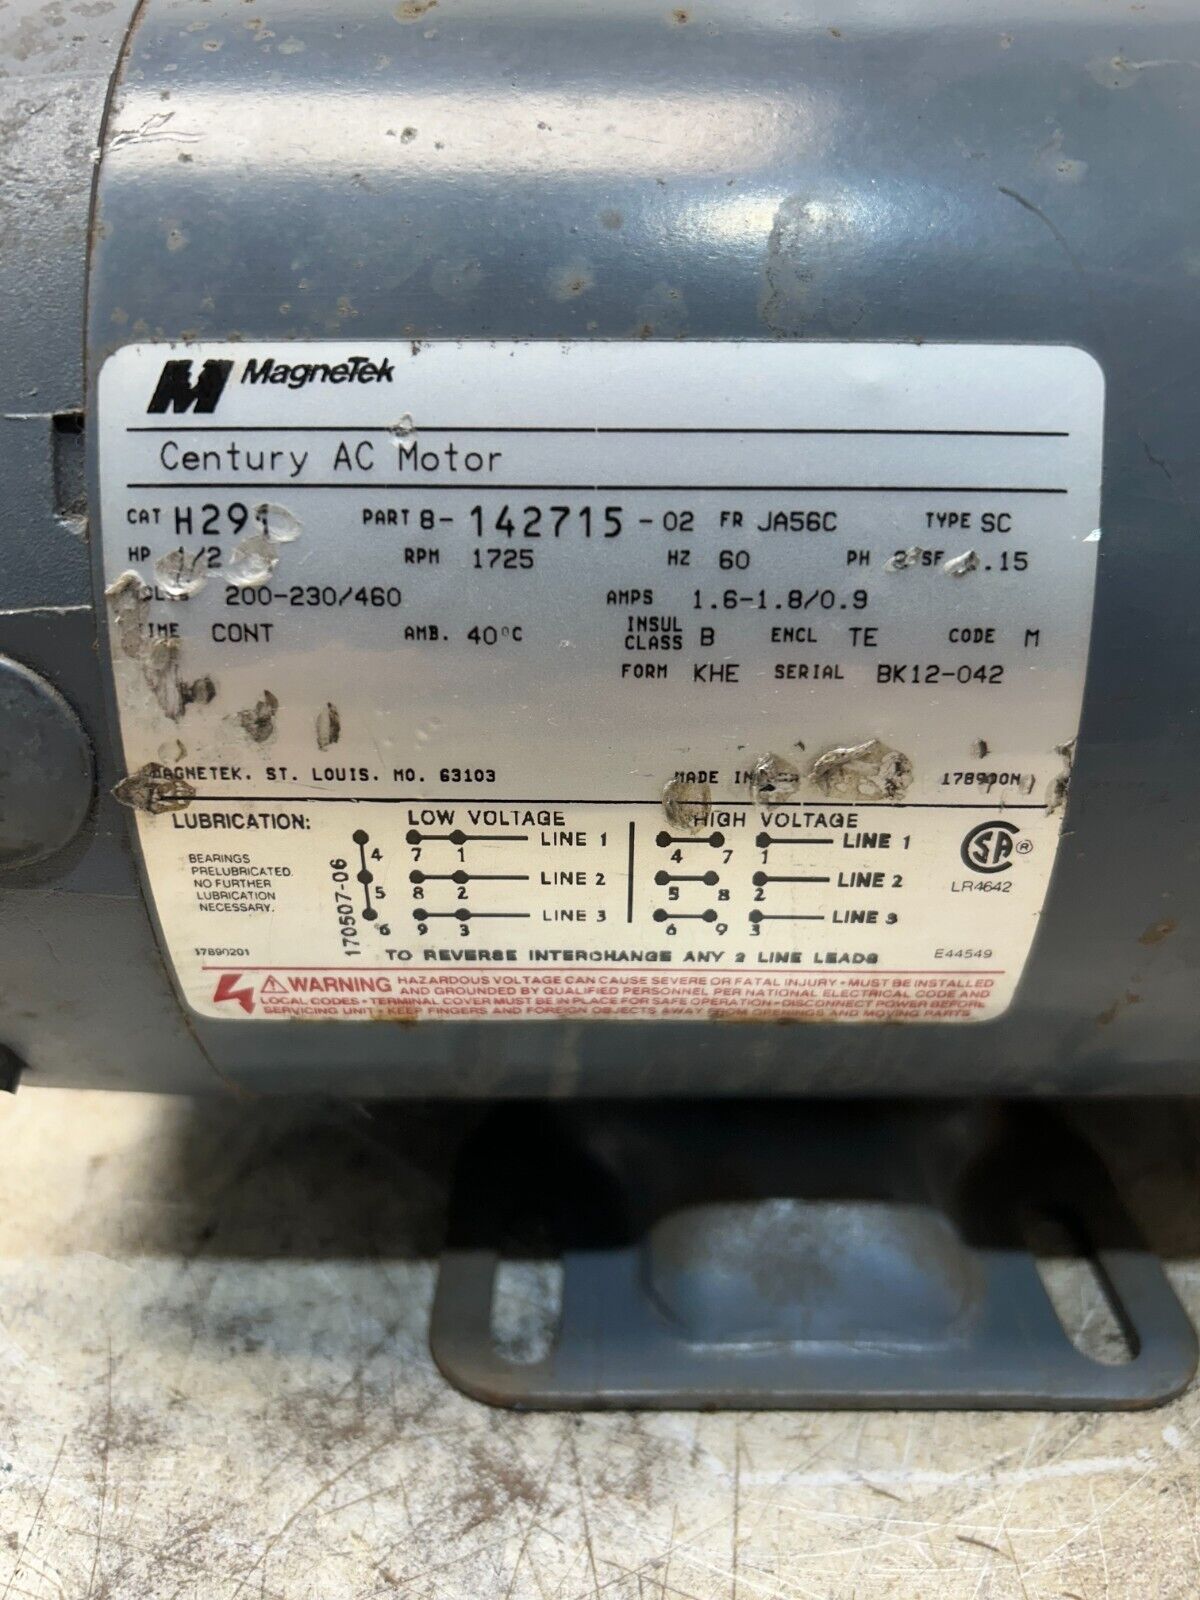 MagneTek
Century AC Motor
CAT H291 PART 8-142715-02 FR JA56C TYPE SC
HP 1/2 RPM 1725 HZ 60 PH SF .15
200-230/460 AMPS 1.6-1.8/0.9
TIME CONT AMB. 40°C INSUL CLASS B ENCL TE CODE M
FORM KHE SERIAL BK12-042
MAGNETEK. ST. LOUIS. MO. 63103 MADE IN 178900N
LUBRICATION:
BEARINGS
PRELUBRICATED.
NO FURTHER
LUBRICATION
NECESSARY.
17890201
170507-06
LOW VOLTAGE
4 7 1 LINE 1
5 8 2 LINE 2
6 9 3 LINE 3
HIGH VOLTAGE
4 7 1 LINE 1
5 8 2 LINE 2
6 9 3 LINE 3
SA ®
LR4642
TO REVERSE INTERCHANGE ANY 2 LINE LEADS
E44549
WARNING HAZARDOUS VOLTAGE CAN CAUSE SEVERE OR FATAL INJURY • MUST BE INSTALLED
AND GROUNDED BY QUALIFIED PERSONNEL PER NATIONAL ELECTRICAL CODE AND
LOCAL CODES • TERMINAL COVER MUST BE IN PLACE FOR SAFE OPERATION • DISCONNECT POWER BEFORE
SERVICING UNIT • KEEP FINGERS AND FOREIGN OBJECTS AWAY FROM OPENINGS AND MOVING PARTS